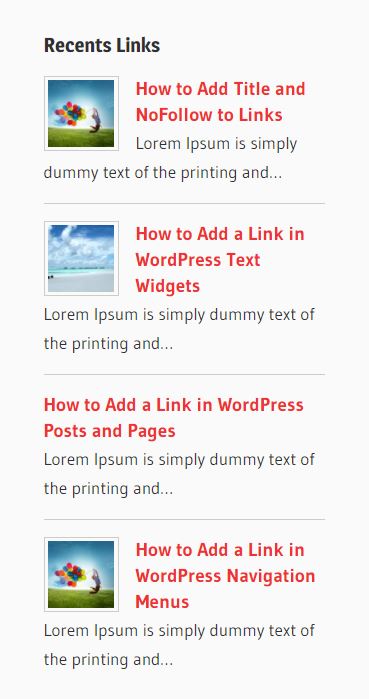 Recents Links
How to Add Title and
NoFollow to Links
Lorem Ipsum is simply
dummy text of the printing and...
How to Add a Link in
WordPress Text
Widgets
Lorem Ipsum is simply dummy text of
the printing and...
How to Add a Link in WordPress
Posts and Pages
Lorem Ipsum is simply dummy text of
the printing and...
How to Add a Link in
WordPress Navigation
Menus
Lorem Ipsum is simply dummy text of
the printing and...